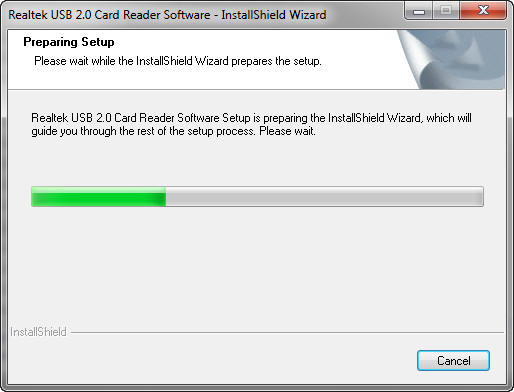 Realtek USB 2.0 Card Reader Software - InstallShield Wizard
Preparing Setup
Please wait while the InstallShield Wizard prepares the setup.
Realtek USB 2.0 Card Reader Software Setup is preparing the InstallShield Wizard, which will
guide you through the rest of the setup process. Please wait.
InstallShield
Cancel